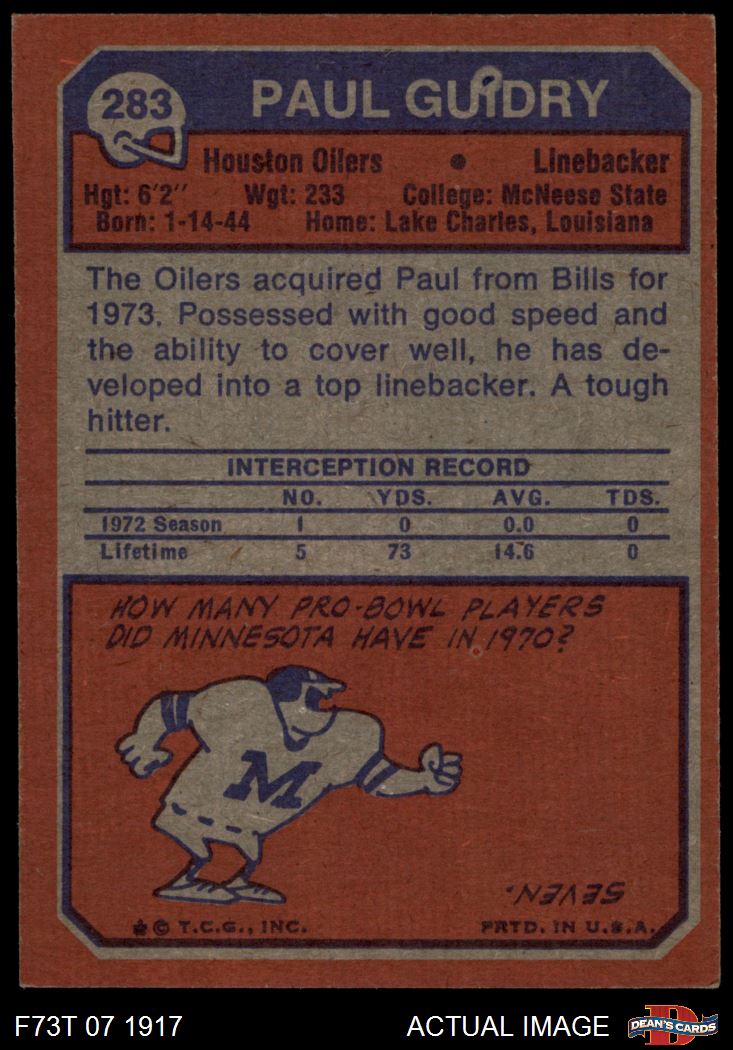 283
PAUL GUIDRY
Houston Oilers • Linebacker
Hgt: 6'2" Wgt: 233 College: McNeese State
Born: 1-14-44 Home: Lake Charles, Louisiana
The Oilers acquired Paul from Bills for
1973. Possessed with good speed and
the ability to cover well, he has de-
veloped into a top linebacker. A tough
hitter.
INTERCEPTION RECORD
NO. YDS. AVG. TDS.
1972 Season 1 0 0.0 0
Lifetime 5 73 14.6 0
HOW MANY PRO-BOWL PLAYERS
DID MINNESOTA HAVE IN 1970?
M
SEVEN.
© T.C.G., INC. PRTD. IN U.S.A.
F73T 07 1917 ACTUAL IMAGE D DEAN'S CARDS